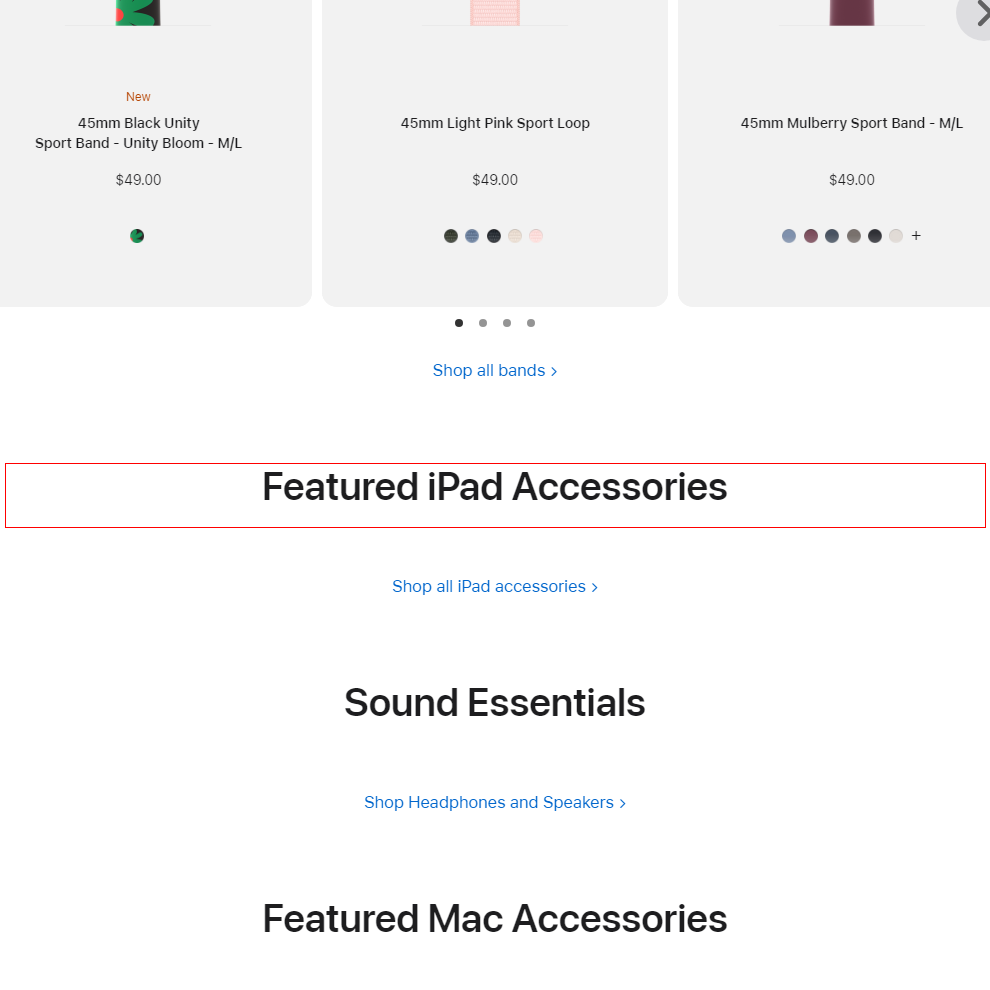 New
45mm Black Unity
Sport Band - Unity Bloom - M/L
$49.00
45mm Light Pink Sport Loop
$49.00
45mm Mulberry Sport Band - M/L
$49.00
+
Shop all bands >
Featured iPad Accessories
Shop all iPad accessories >
Sound Essentials
Shop Headphones and Speakers >
Featured Mac Accessories